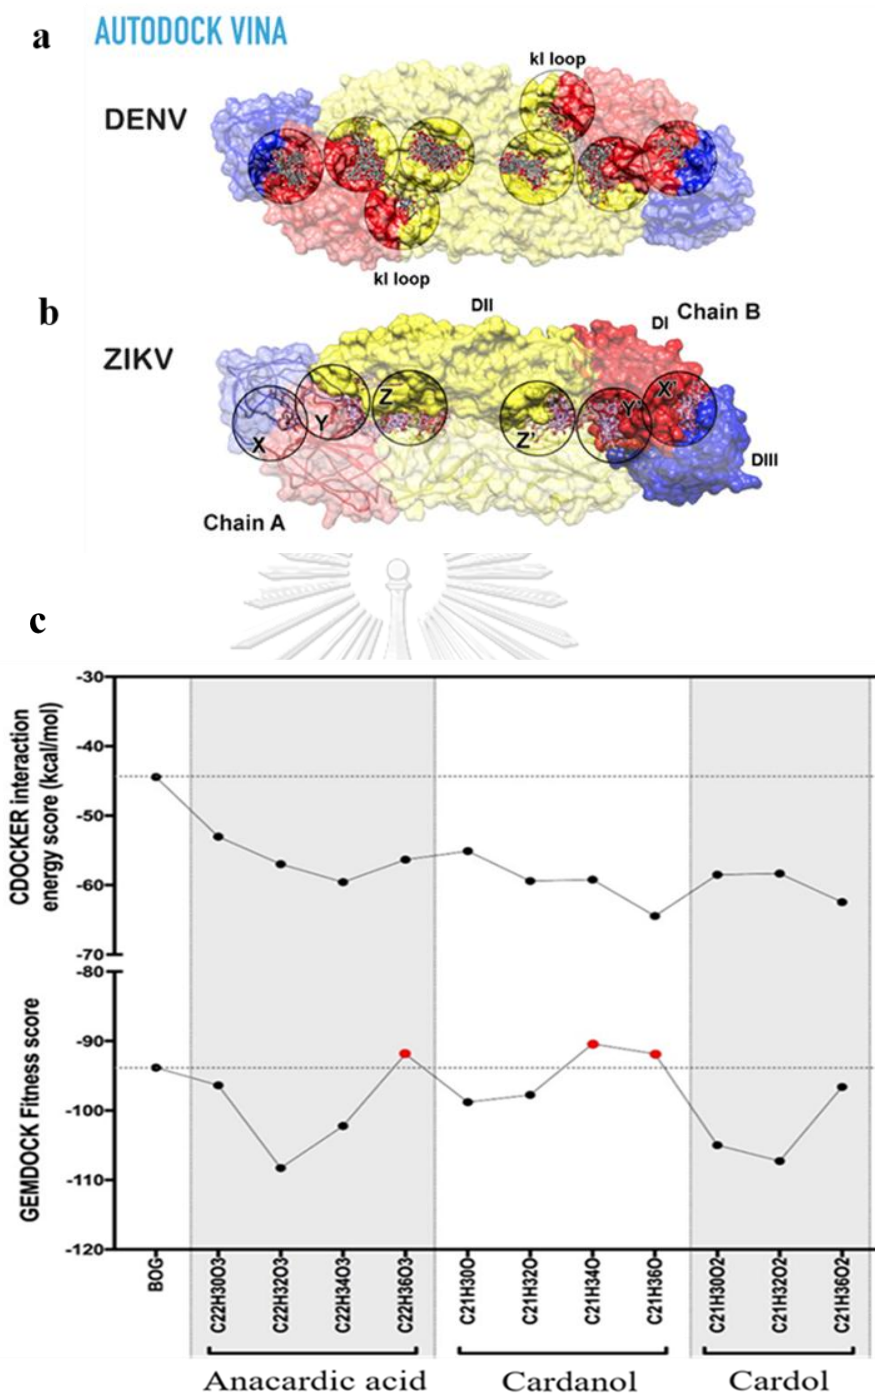 a
AUTODOCK VINA
DENV
kI loop
kI loop
b
ZIKV
DII
DI
Chain B
X
Y
Z
Z'
Y'
X'
DIII
Chain A
c
CDOCKER interaction
energy score (kcal/mol)
-30
-40
-50
-60
-70
GEMDOCK Fitness score
-80
-90
-100
-110
-120
BOG
C22H30O3
C22H32O3
C22H34O3
C22H36O3
C21H30O
C21H32O
C21H34O
C21H36O
C21H30O2
C21H32O2
C21H36O2
Anacardic acid
Cardanol
Cardol